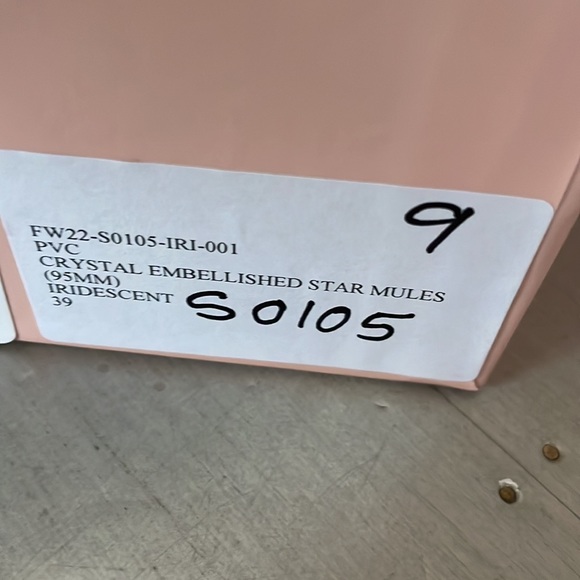 9
FW22-S0105-IRI-001
PVC
CRYSTAL EMBELLISHED STAR MULES
(95MM)
IRIDESCENT
S0105
39